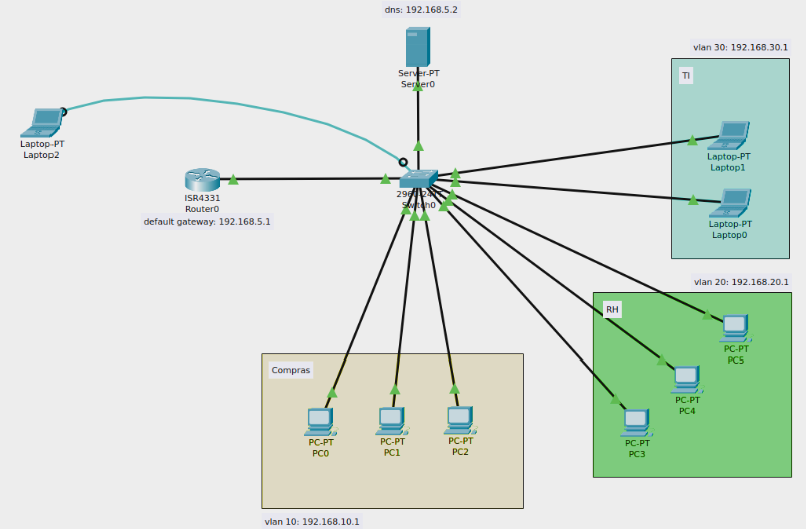 dns: 192.168.5.2
Server-PT
Server0
vlan 30: 192.168.30.1
TI
Laptop-PT
Laptop2
Laptop-PT
Laptop1
ISR4331
Router0
Switch0
default gateway: 192.168.5.1
Laptop-PT
Laptop0
vlan 20: 192.168.20.1
RH
PC-PT
PC5
Compras
PC-PT
PC4
PC-PT
PC0
PC-PT
PC1
PC-PT
PC2
PC-PT
PC3
vlan 10: 192.168.10.1